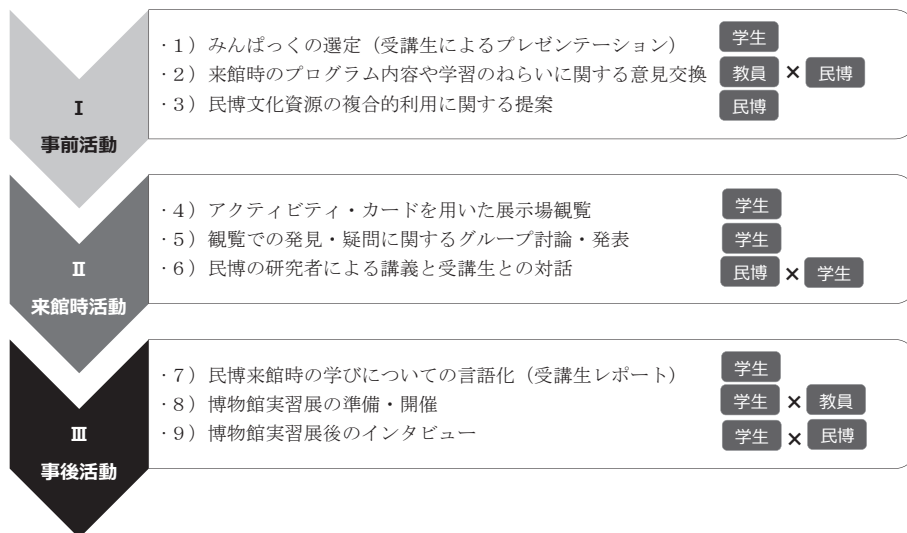 Ⅰ
事前活動
・１）みんぱっくの選定（受講生によるプレゼンテーション） 学生
・２）来館時のプログラム内容や学習のねらいに関する意見交換 教員 × 民博
・３）民博文化資源の複合的利用に関する提案 民博
Ⅱ
来館時活動
・４）アクティビティ・カードを用いた展示場観覧 学生
・５）観覧での発見・疑問に関するグループ討論・発表 学生
・６）民博の研究者による講義と受講生との対話 民博 × 学生
Ⅲ
事後活動
・７）民博来館時の学びについての言語化（受講生レポート） 学生
・８）博物館実習展の準備・開催 学生 × 教員
・９）博物館実習展後のインタビュー 学生 × 民博